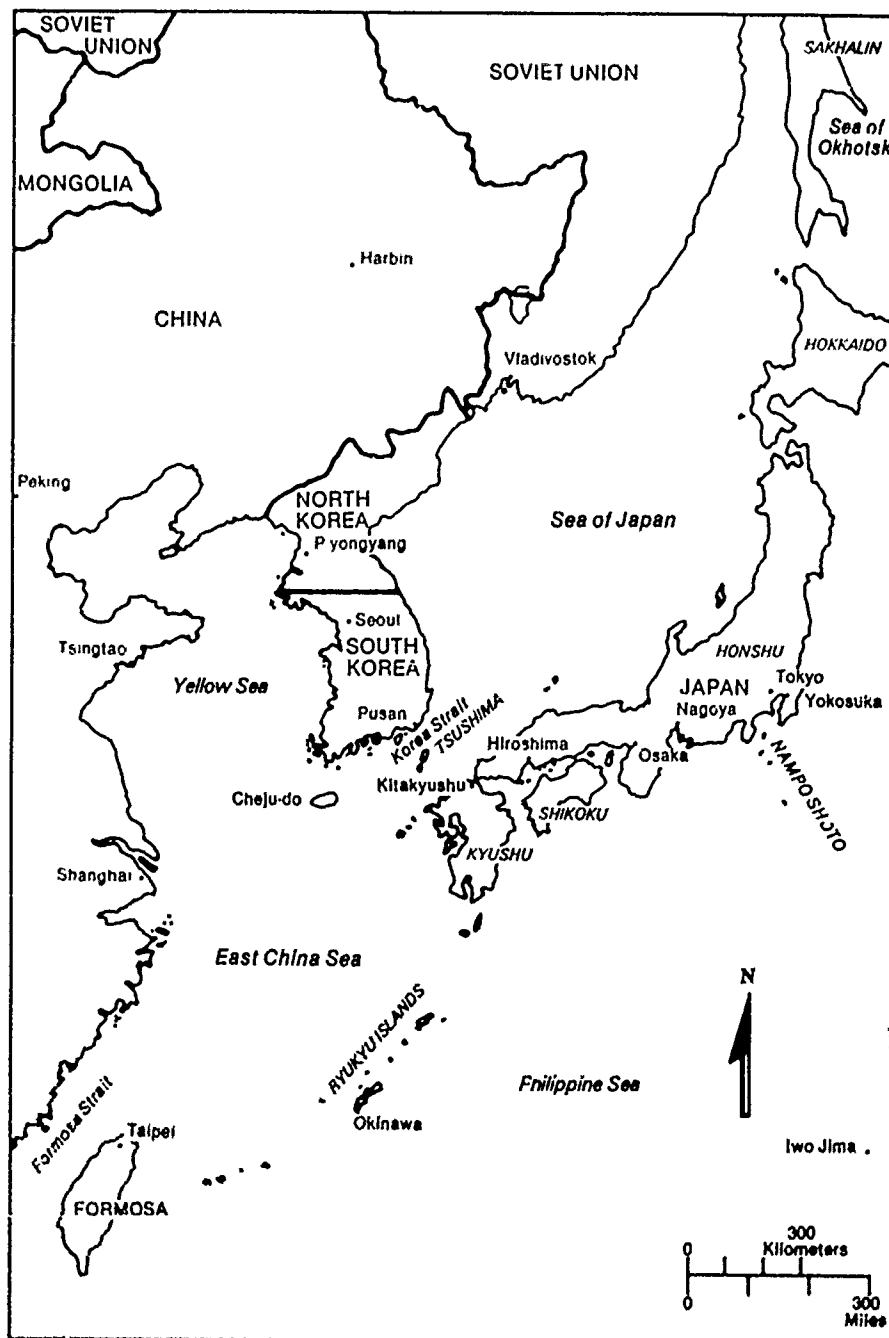 SOVIET
UNION
SOVIET UNION
SAKHALIN
Sea of
Okhotsk
MONGOLIA
Harbin
CHINA
HOKKAIDO
Vladivostok
Peking
NORTH
KOREA
P yongyang
Sea of Japan
Seoul
Tsingtao
SOUTH
KOREA
HONSHU
Yellow Sea
JAPAN
Tokyo
Nagoya
Yokosuka
Pusan
Korea Strait
TSUSHIMA
Hiroshima
Osaka
NAMPO SHOTO
Kitakyushu
Cheju-do
SHIKOKU
KYUSHU
Shanghai
East China Sea
N
RYUKYU ISLANDS
Fnilippine Sea
Okinawa
Formosa Strait
Taipei
Iwo Jima
FORMOSA
0 300
Kilometers
0 300
Miles